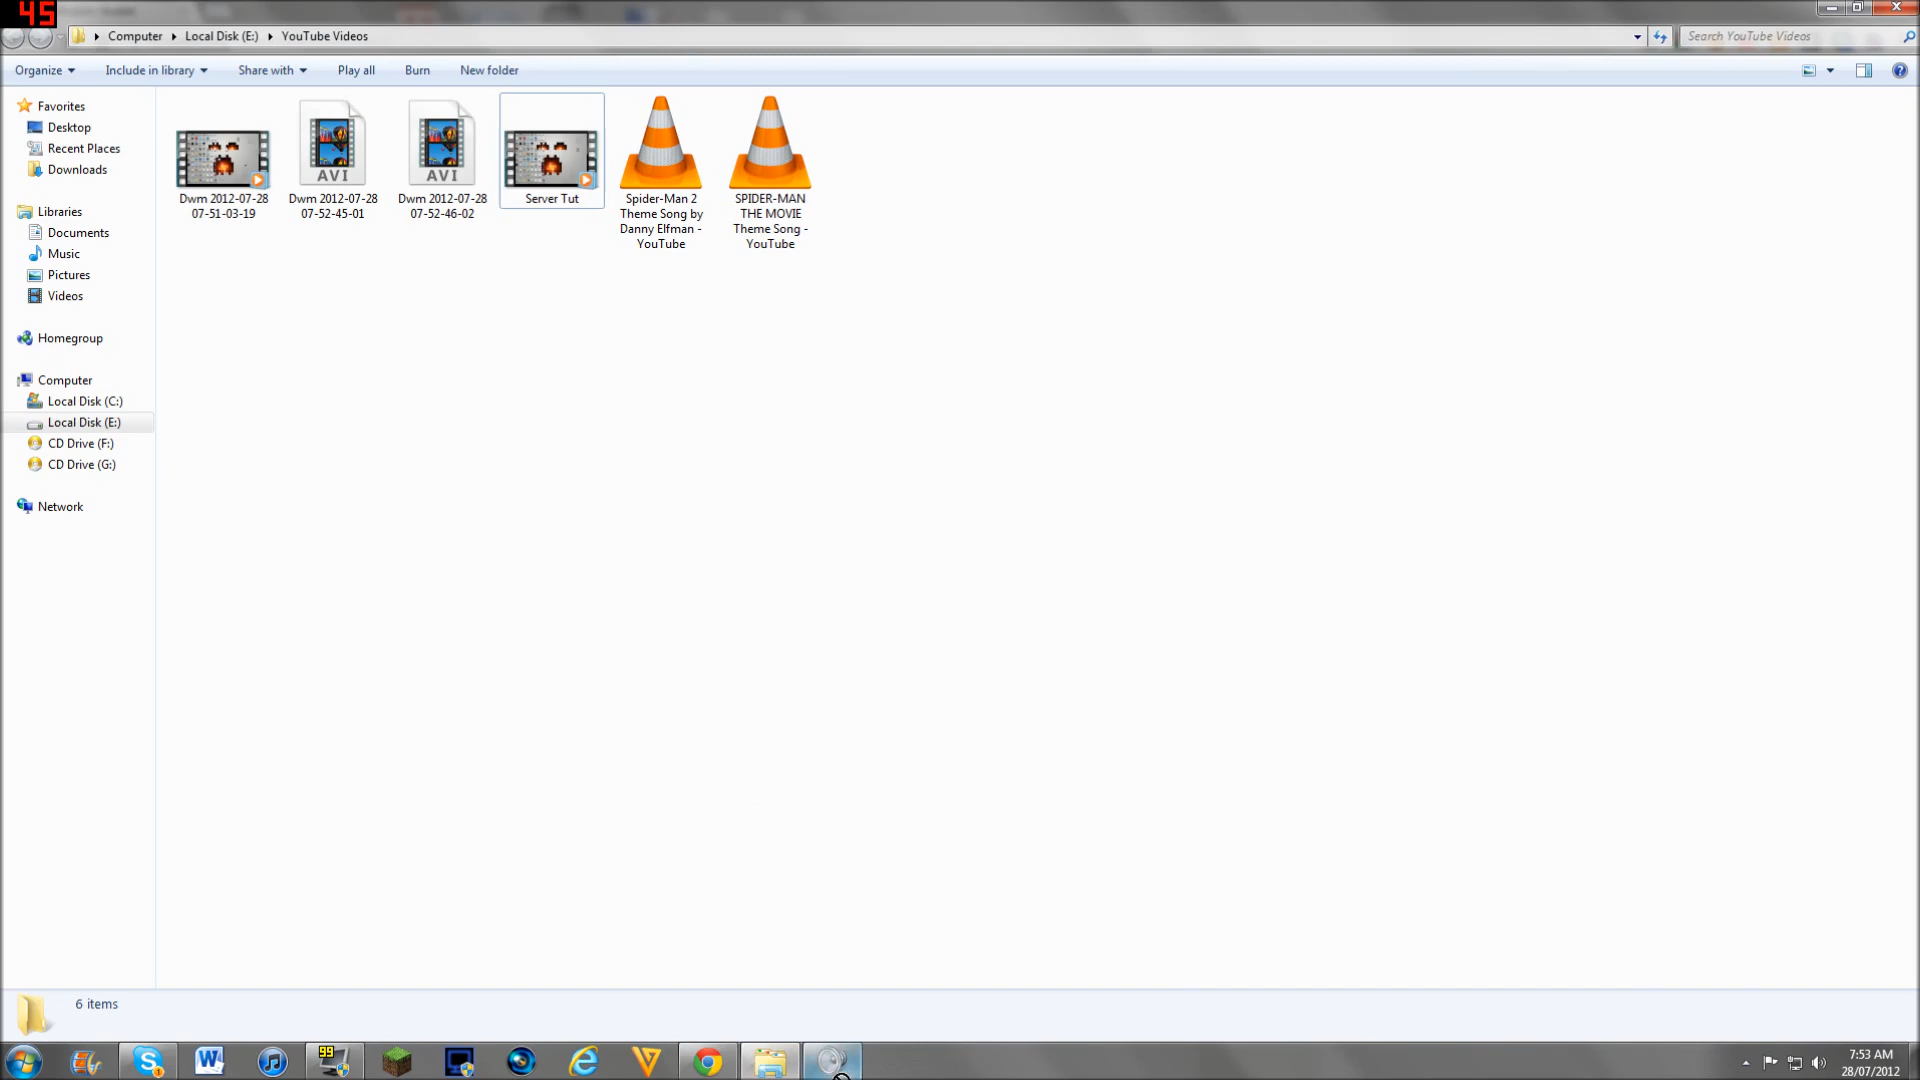 45
Computer Local Disk (E:) YouTube Videos
Search YouTube Videos
Organize Include in library Share with Play all Burn New folder
Favorites
Desktop
Recent Places
Downloads
Libraries
Documents
Music
Pictures
Videos
Homegroup
Computer
Local Disk (C:)
Local Disk (E:)
CD Drive (F:)
CD Drive (G:)
Network
Dwm 2012-07-28
07-51-03-19
AVI
Dwm 2012-07-28
07-52-45-01
AVI
Dwm 2012-07-28
07-52-46-02
Server Tut
Spider-Man 2
Theme Song by
Danny Elfman -
YouTube
SPIDER-MAN
THE MOVIE
Theme Song -
YouTube
6 items
99
7:53 AM
28/07/2012